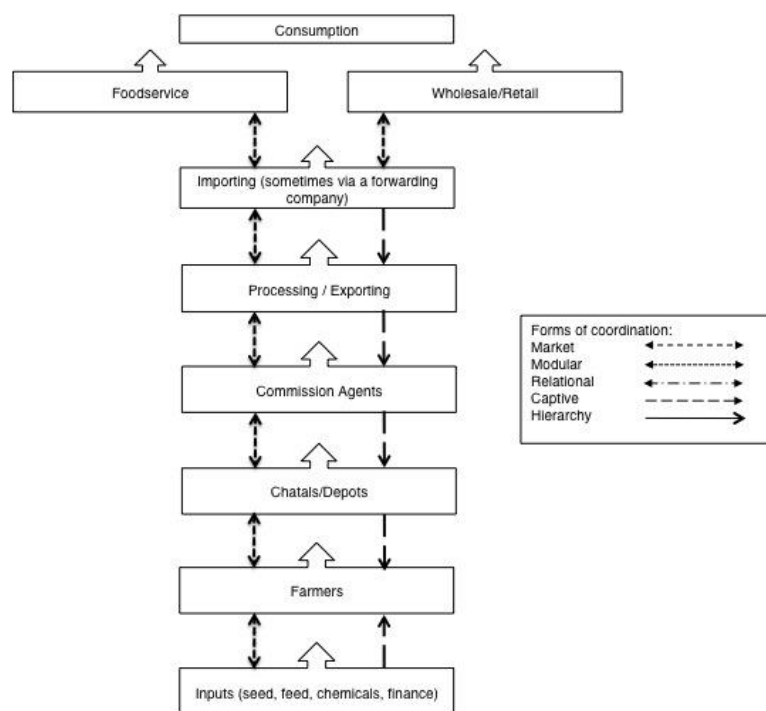 Consumption
Foodservice
Wholesale/Retail
Importing (sometimes via a forwarding
company)
Processing / Exporting
Forms of coordination:
Market
Modular
Relational
Captive
Hierarchy
Commission Agents
Chatals/Depots
Farmers
Inputs (seed, feed, chemicals, finance)